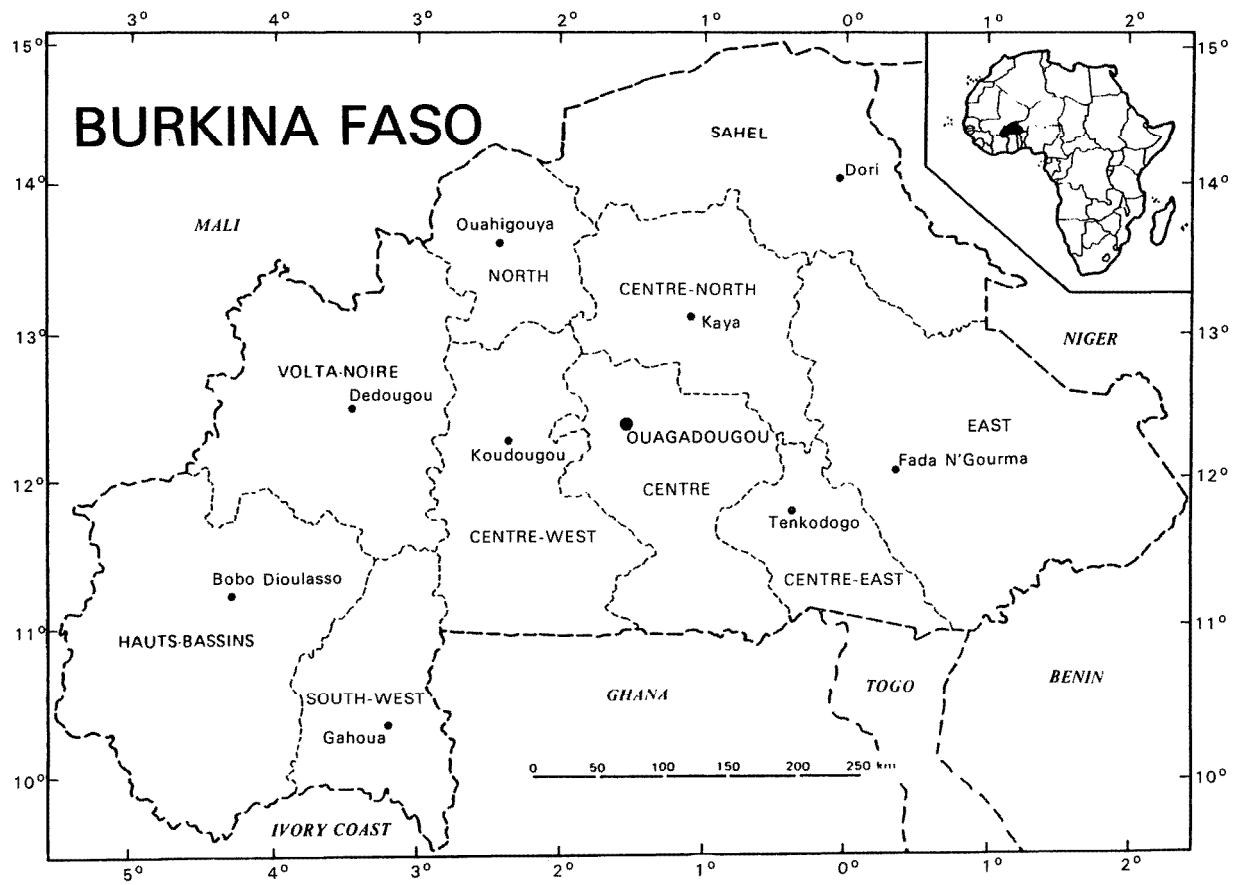 3° 2° 1° 0° 1° 2°
15° 15°
BURKINA FASO
SAHEL
Dori
14° 14°
MALI
Ouahigouya
NORTH
CENTRE-NORTH
Kaya
13° 13°
NIGER
VOLTA-NOIRE
Dedougou
EAST
OUAGADOUGOU
Koudougou
Fada N'Gourma
12° 12°
CENTRE
Tenkodogo
CENTRE-WEST
Bobo Dioulasso
CENTRE-EAST
11° 11°
HAUTS-BASSINS
BENIN
TOGO
GHANA
SOUTH-WEST
Gahoua
0 50 100 150 200 250 km
10° 10°
IVORY COAST
5° 4° 3° 2° 1° 0° 1° 2°